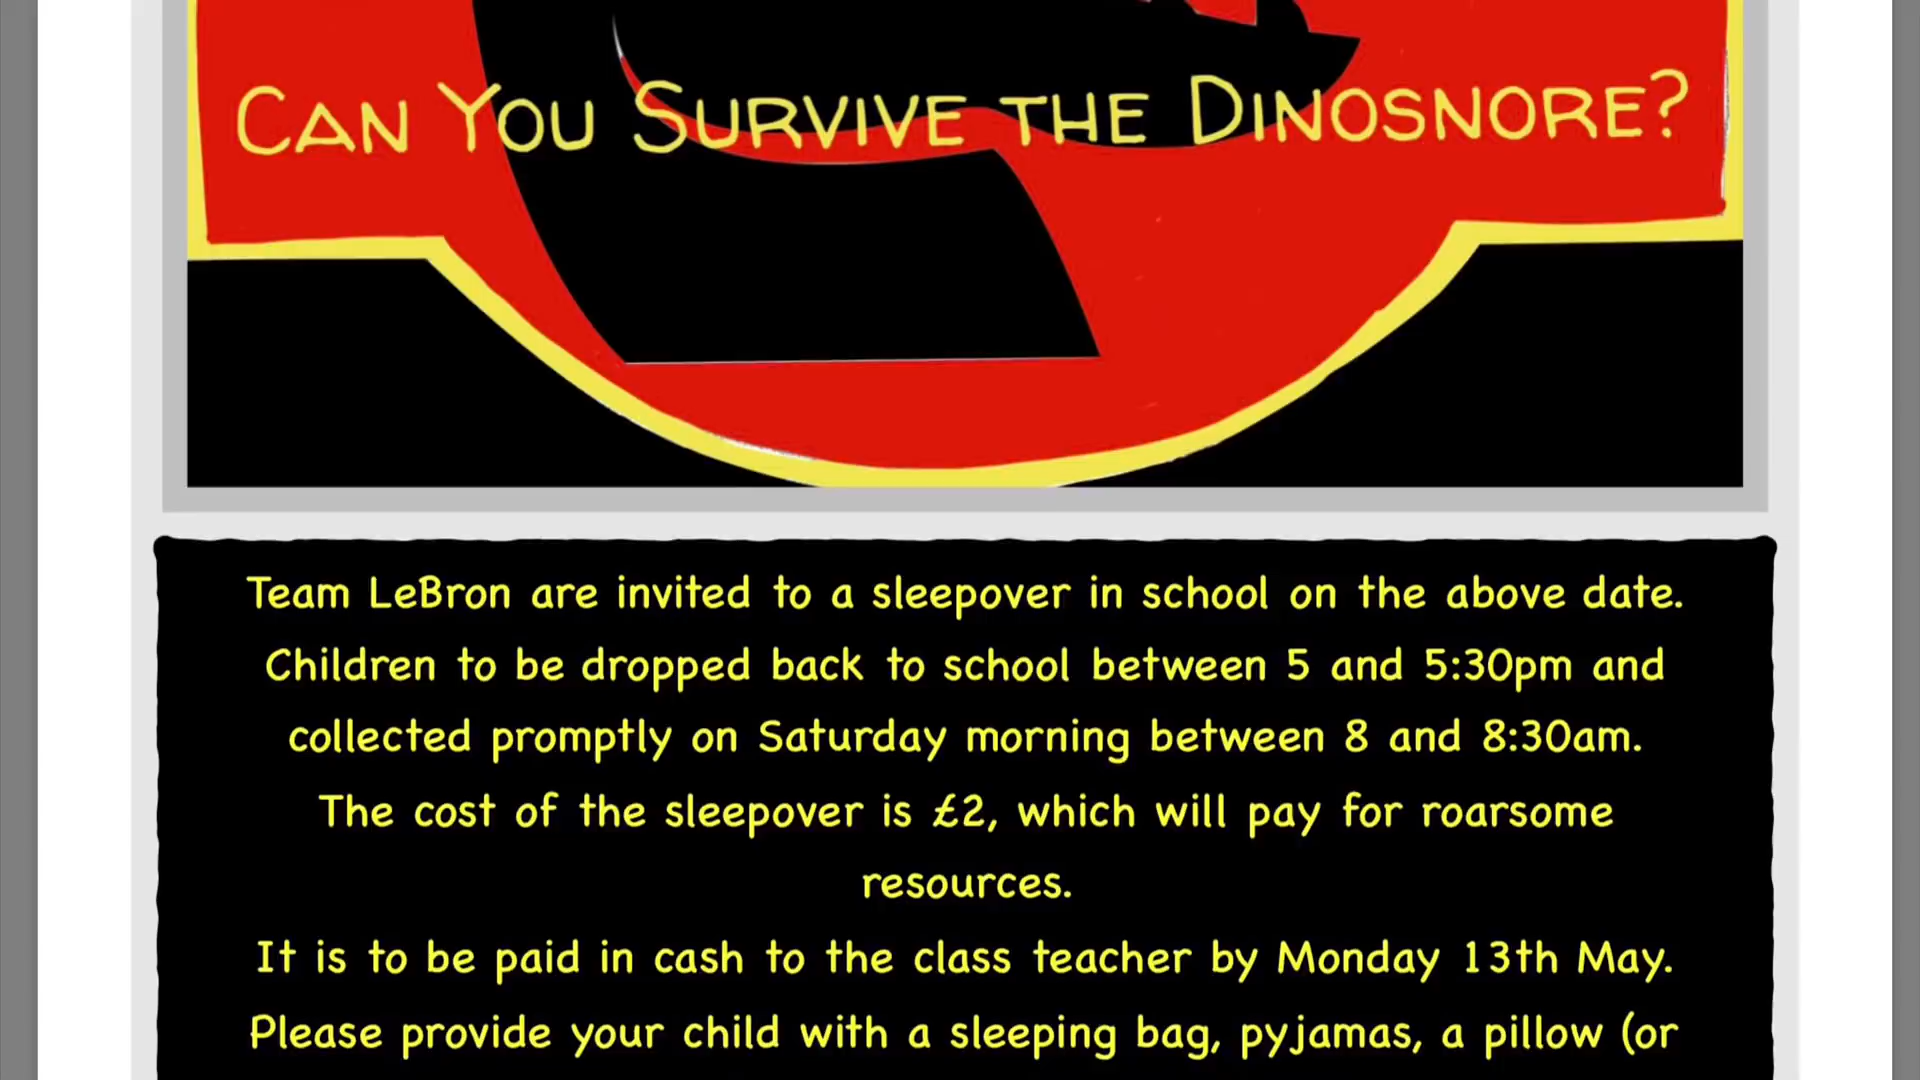 CAN YOU SURVIVE THE DINOSNORE?
Team LeBron are invited to a sleepover in school on the above date.
Children to be dropped back to school between 5 and 5:30pm and
collected promptly on Saturday morning between 8 and 8:30am.
The cost of the sleepover is £2, which will pay for roarsome
resources.
It is to be paid in cash to the class teacher by Monday 13th May.
Please provide your child with a sleeping bag, pyjamas, a pillow (or